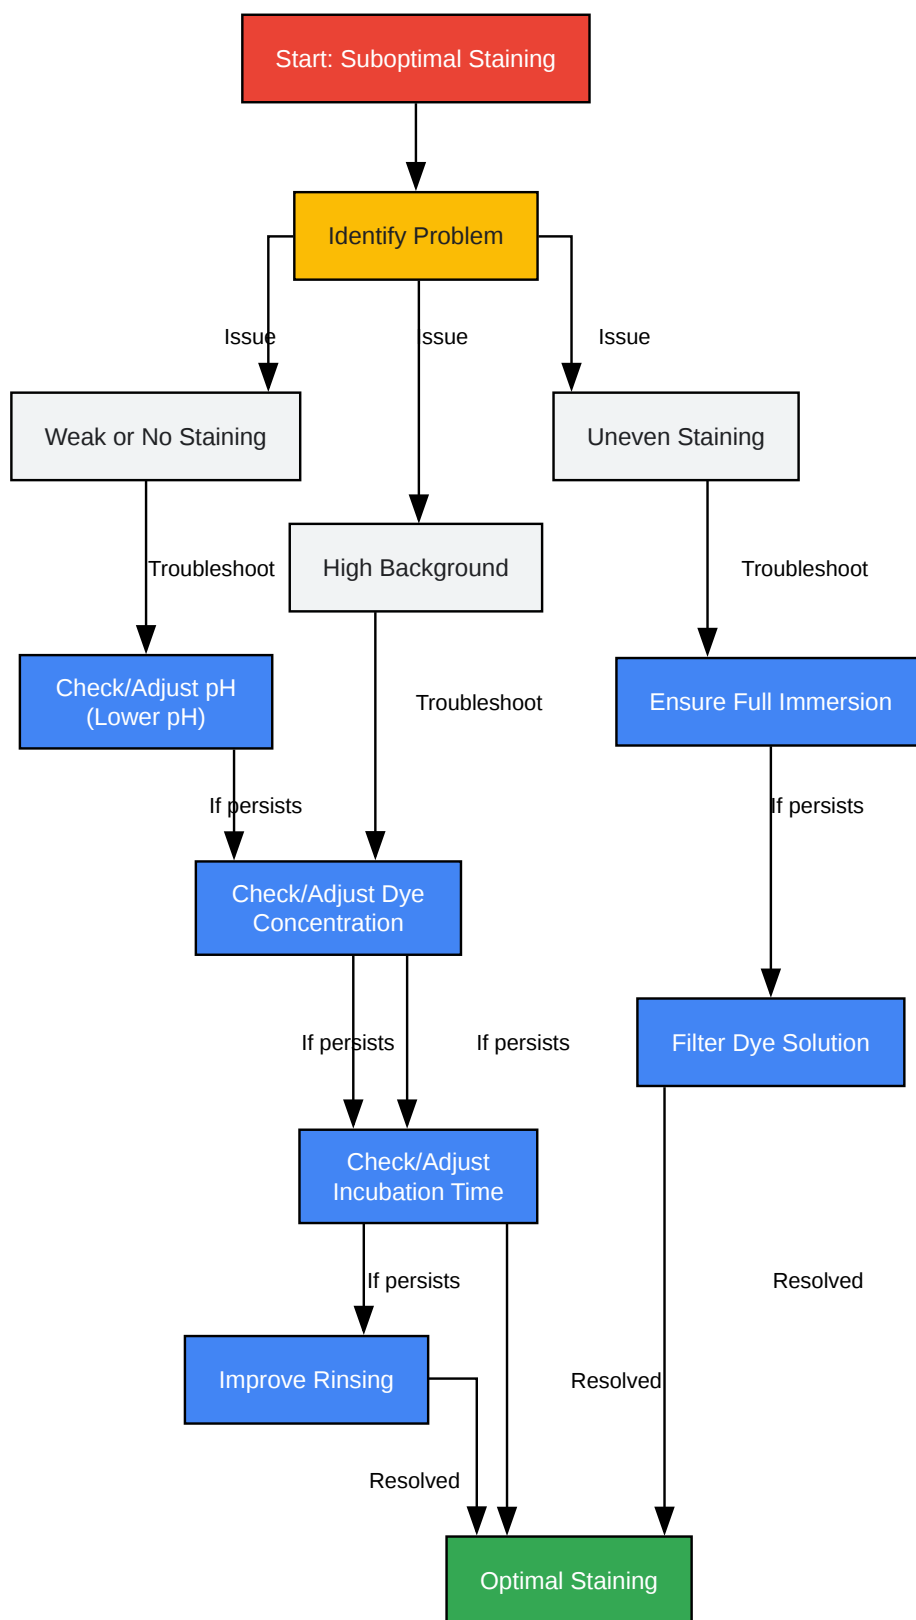 Start: Suboptimal Staining
Identify Problem
Issue
Issue
Issue
Weak or No Staining
Uneven Staining
High Background
Troubleshoot
Troubleshoot
Check/Adjust pH
(Lower pH)
Troubleshoot
Ensure Full Immersion
If persists
If persists
Check/Adjust Dye
Concentration
If persists
If persists
Filter Dye Solution
Check/Adjust
Incubation Time
If persists
Resolved
Improve Rinsing
Resolved
Resolved
Optimal Staining